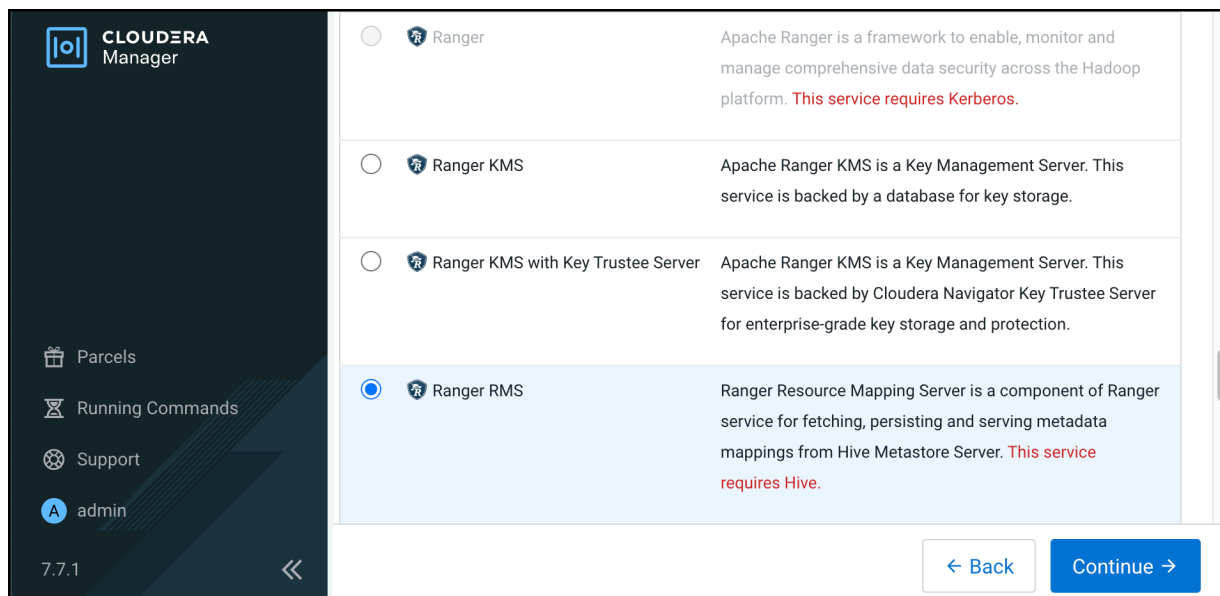 CLOUDERA
Manager
Parcels
Running Commands
Support
A admin
7.7.1
Ranger
Apache Ranger is a framework to enable, monitor and
manage comprehensive data security across the Hadoop
platform. This service requires Kerberos.
Ranger KMS
Apache Ranger KMS is a Key Management Server. This
service is backed by a database for key storage.
Ranger KMS with Key Trustee Server
Apache Ranger KMS is a Key Management Server. This
service is backed by Cloudera Navigator Key Trustee Server
for enterprise-grade key storage and protection.
Ranger RMS
Ranger Resource Mapping Server is a component of Ranger
service for fetching, persisting and serving metadata
mappings from Hive Metastore Server. This service
requires Hive.
← Back
Continue →